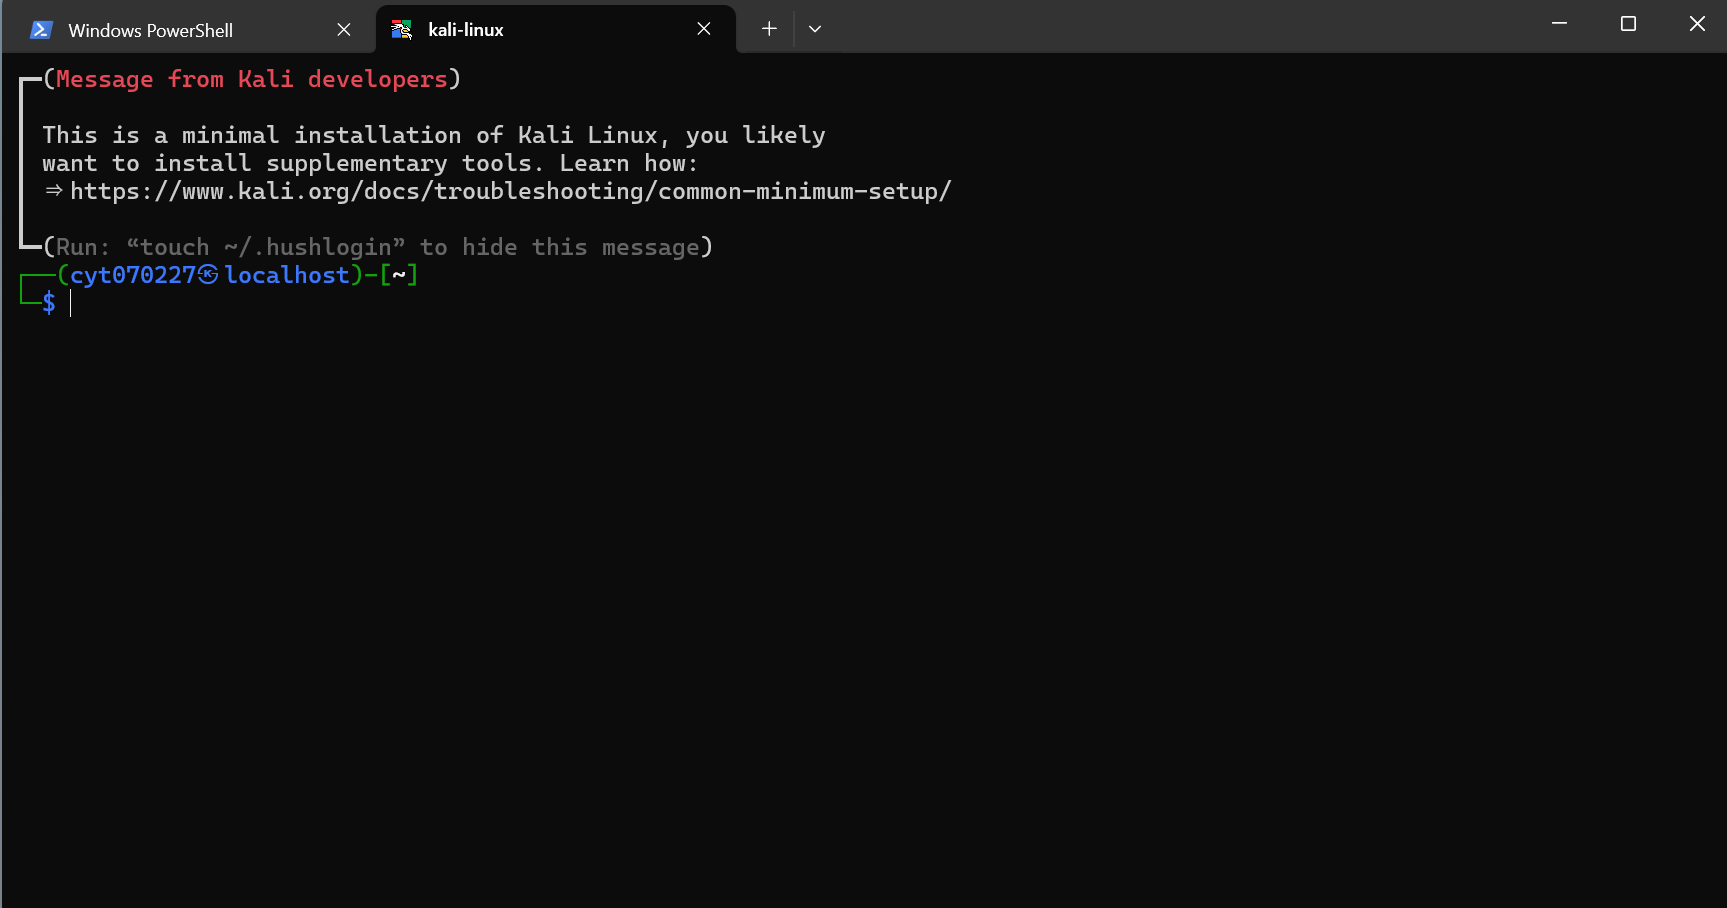 Windows PowerShell
kali-linux
(Message from Kali developers)
This is a minimal installation of Kali Linux, you likely
want to install supplementary tools. Learn how:
⇒ https://www.kali.org/docs/troubleshooting/common-minimum-setup/
(Run: “touch ~/.hushlogin” to hide this message)
(cyt070227㉿localhost)-[~]
$